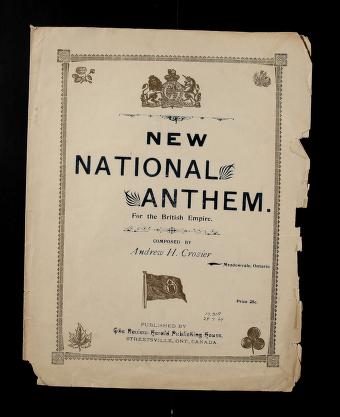 NEW
NATIONAL
ANTHEM.
For the British Empire.
COMPOSED BY
Andrew H. Crozier
Meadowvale, Ontario
Price 25c.
PUBLISHED BY
The Review-Herald Publishing House,
STREETSVILLE, ONT., CANADA.